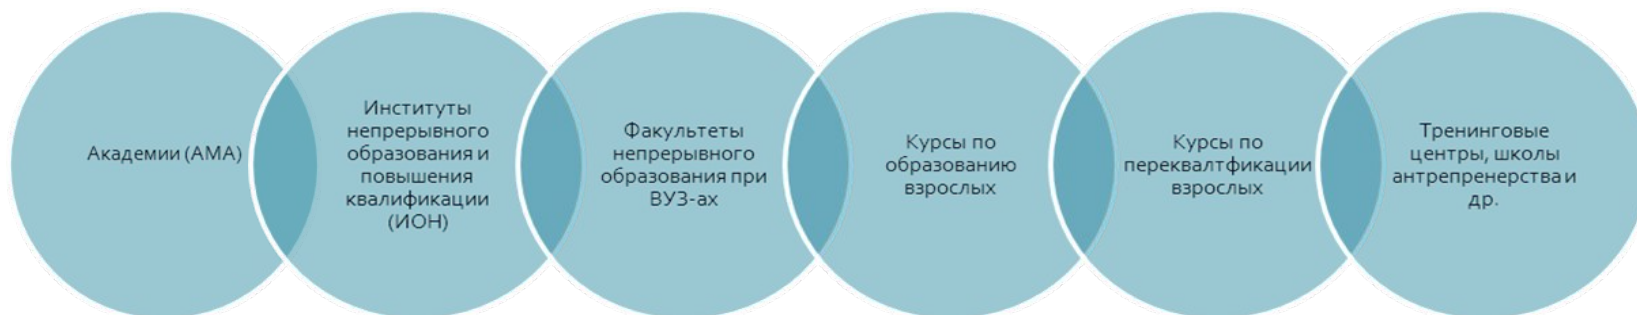 Академии (АМА)
Институты
непрерывного
образования и
повышения
квалификации
(ИОН)
Факультеты
непрерывного
образования при
ВУЗ-ах
Курсы по
образованию
взрослых
Курсы по
переквалтфикации
взрослых
Тренинговые
центры, школы
антрепренерства и
др.